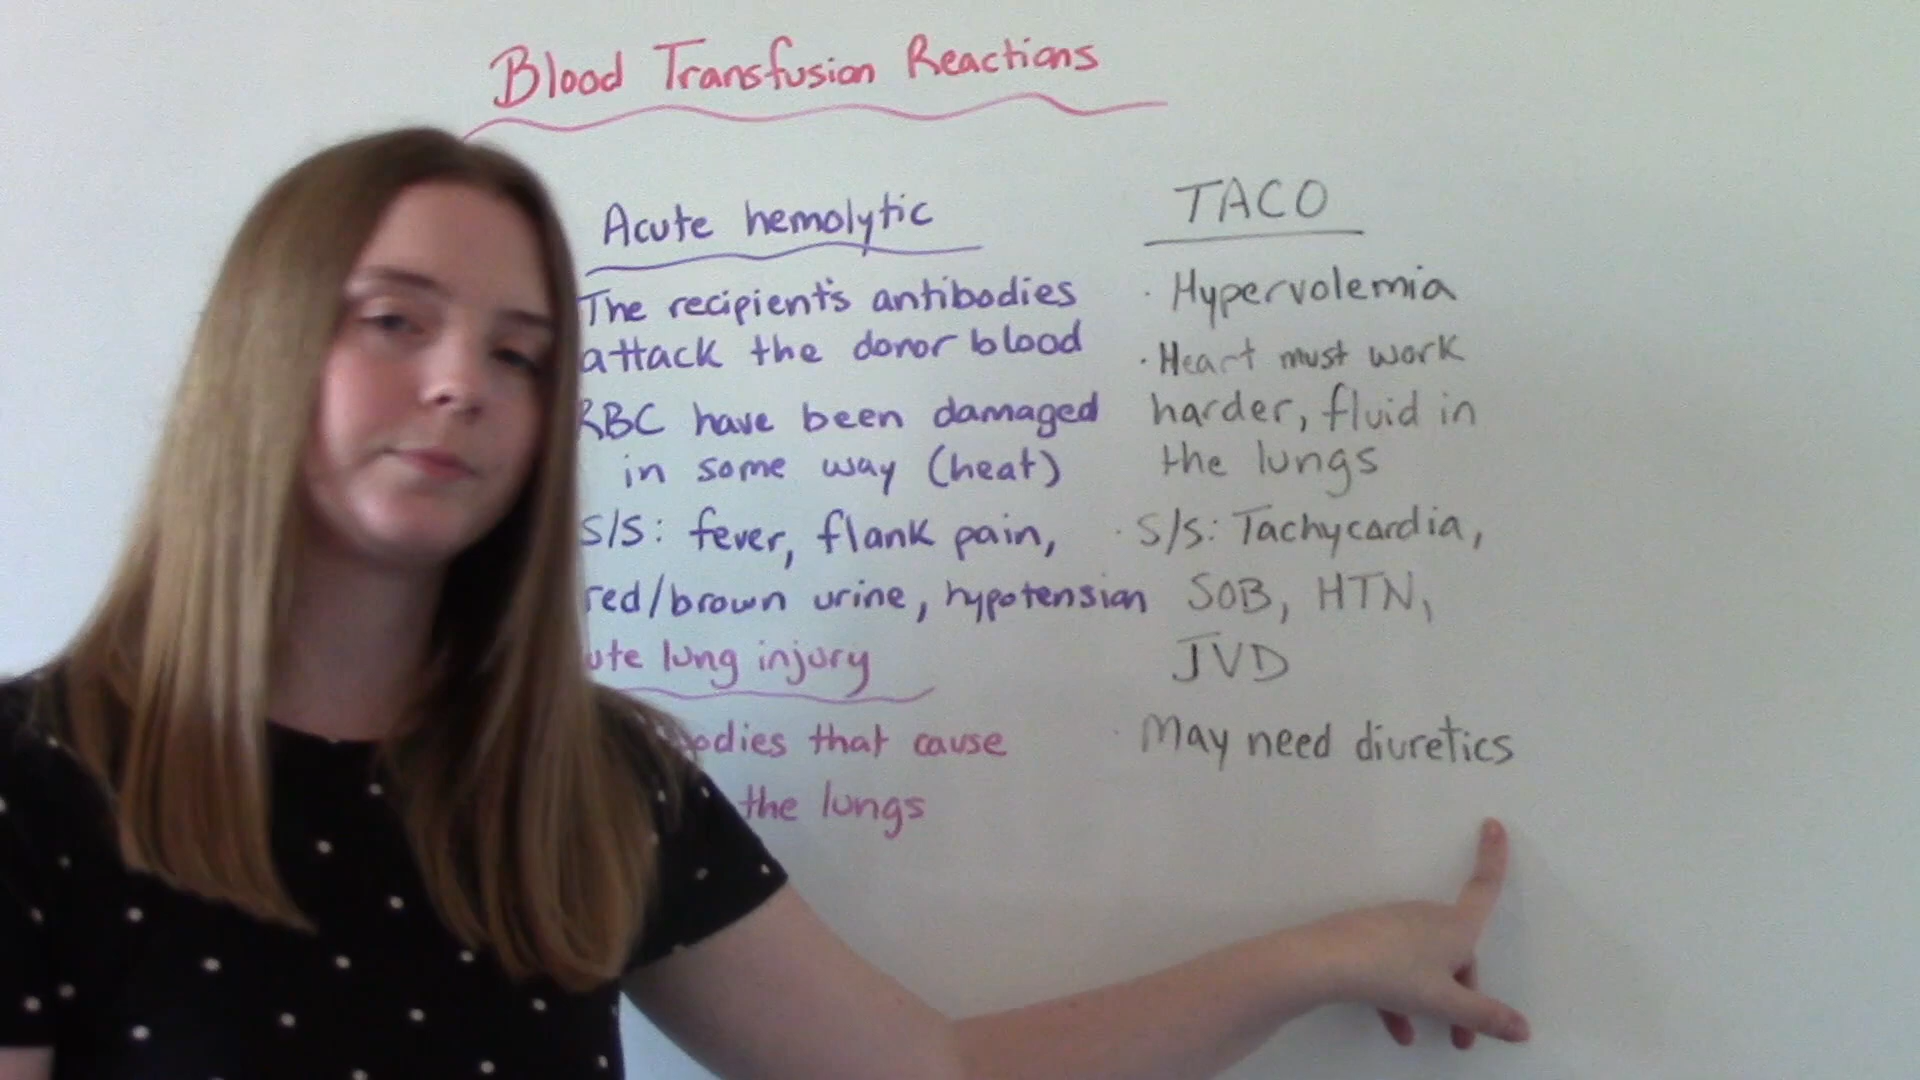 Blood Transfusion Reactions
Acute hemolytic
The recipient's antibodies
attack the donor blood
RBC have been damaged
in some way (heat)
S/S: fever, flank pain,
red/brown urine, hypotension
lung injury
that cause
the lungs
TACO
· Hypervolemia
· Heart must work
harder, fluid in
the lungs
· S/S: Tachycardia,
SOB, HTN,
JVD
· May need diuretics